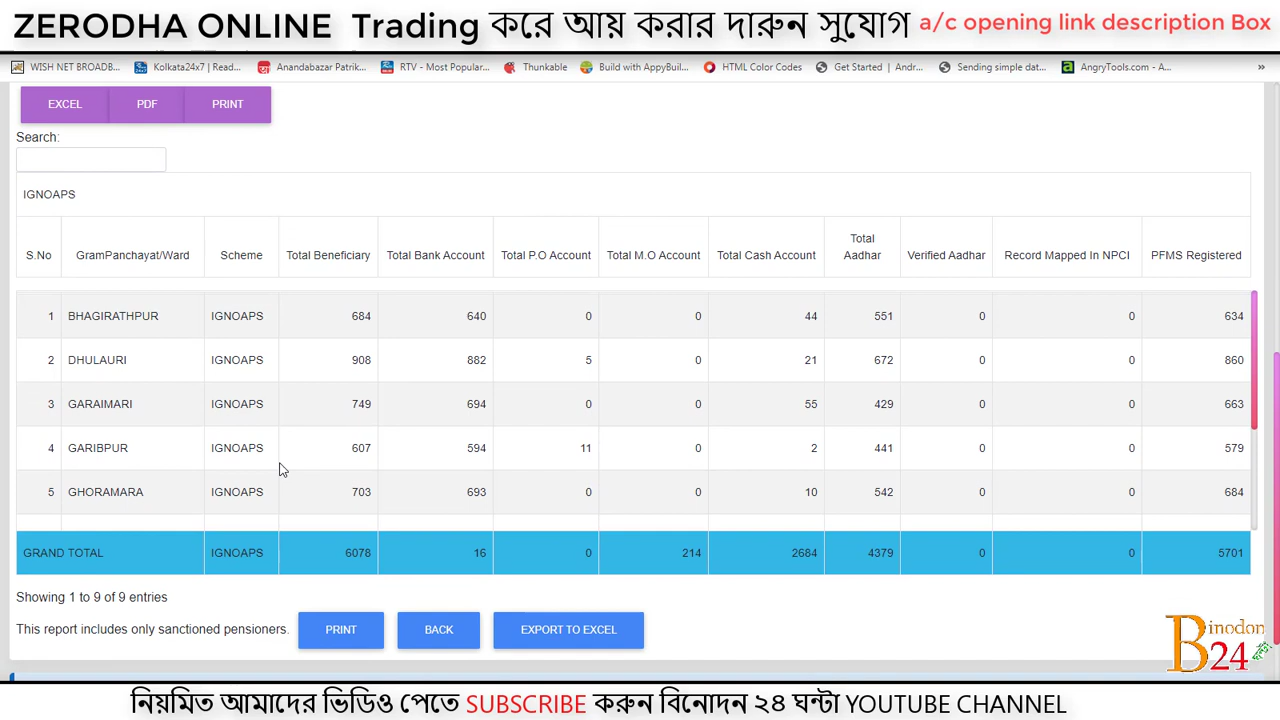 ZERODHA ONLINE Trading করে আয় করার দারুন সুযোগ a/c opening link description Box
WISH NET BROADB... Kolkata24x7 | Read... Anandabazar Patrik... RTV - Most Popular... Thunkable Build with AppyBuil... HTML Color Codes Get Started | Andr... Sending simple dat... AngryTools.com - A... »
EXCEL PDF PRINT
Search:
IGNOAPS
S.No GramPanchayat/Ward Scheme Total Beneficiary Total Bank Account Total P.O Account Total M.O Account Total Cash Account Total Aadhar Verified Aadhar Record Mapped In NPCI PFMS Registered
1 BHAGIRATHPUR IGNOAPS 684 640 0 0 44 551 0 0 634
2 DHULAURI IGNOAPS 908 882 5 0 21 672 0 0 860
3 GARAIMARI IGNOAPS 749 694 0 0 55 429 0 0 663
4 GARIBPUR IGNOAPS 607 594 11 0 2 441 0 0 579
5 GHORAMARA IGNOAPS 703 693 0 0 10 542 0 0 684
GRAND TOTAL IGNOAPS 6078 16 0 214 2684 4379 0 0 5701
Showing 1 to 9 of 9 entries
This report includes only sanctioned pensioners. PRINT BACK EXPORT TO EXCEL
Binodon
24
নিয়মিত আমাদের ভিডিও পেতে SUBSCRIBE করুন বিনোদন ২৪ ঘন্টা YOUTUBE CHANNEL